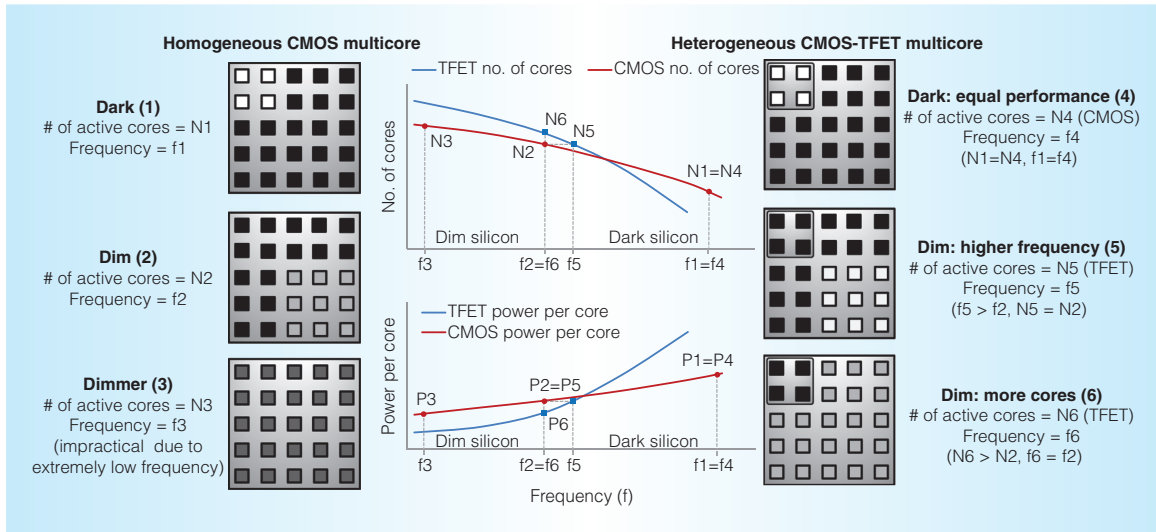 Homogeneous CMOS multicore
Dark (1)
# of active cores = N1
Frequency = f1
Dim (2)
# of active cores = N2
Frequency = f2
Dimmer (3)
# of active cores = N3
Frequency = f3
(impractical due to
extremely low frequency)
TFET no. of cores
CMOS no. of cores
No. of cores
N3
N6
N2
N5
N1=N4
Dim silicon
Dark silicon
f3
f2=f6
f5
f1=f4
TFET power per core
CMOS power per core
Power per core
P3
P2=P5
P6
P1=P4
Dim silicon
Dark silicon
f3
f2=f6
f5
f1=f4
Frequency (f)
Heterogeneous CMOS-TFET multicore
Dark: equal performance (4)
# of active cores = N4 (CMOS)
Frequency = f4
(N1=N4, f1=f4)
Dim: higher frequency (5)
# of active cores = N5 (TFET)
Frequency = f5
(f5 > f2, N5 = N2)
Dim: more cores (6)
# of active cores = N6 (TFET)
Frequency = f6
(N6 > N2, f6 = f2)